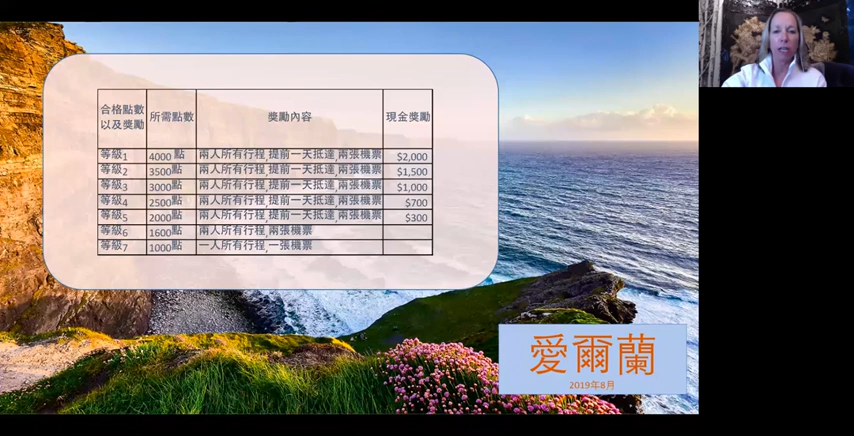 合格點數以及獎勵 所需點數 獎勵內容 現金獎勵
等級1 4000 點 兩人所有行程,提前一天抵達,兩張機票 $2,000
等級2 3500點 兩人所有行程,提前一天抵達,兩張機票 $1,500
等級3 3000點 兩人所有行程,提前一天抵達,兩張機票 $1,000
等級4 2500點 兩人所有行程,提前一天抵達,兩張機票 $700
等級5 2000點 兩人所有行程,提前一天抵達,兩張機票 $300
等級6 1600點 兩人所有行程,兩張機票
等級7 1000點 一人所有行程,一張機票
愛爾蘭
2019年8月